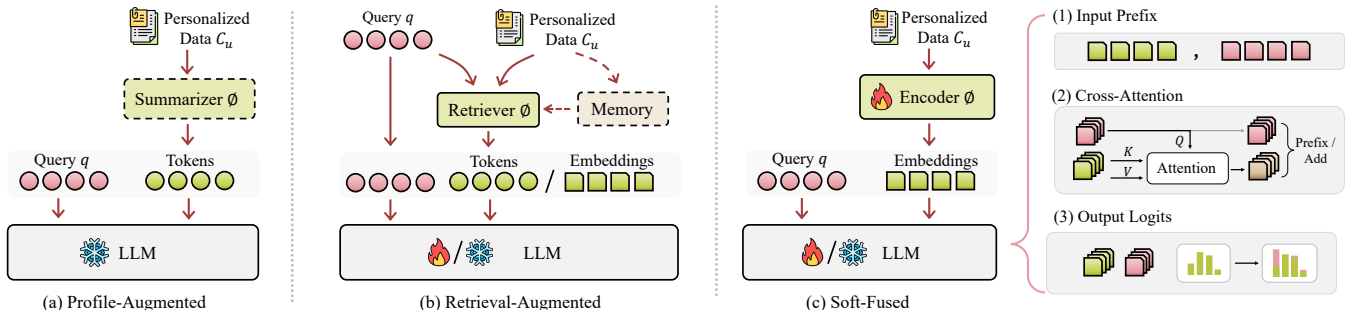 Personalized
Data C_u
Summarizer ∅
Query q
Tokens
LLM
(a) Profile-Augmented
Query q
Personalized
Data C_u
Retriever ∅
Memory
Tokens
Embeddings
/
/
LLM
(b) Retrieval-Augmented
Personalized
Data C_u
Encoder ∅
Query q
Embeddings
/
LLM
(c) Soft-Fused
(1) Input Prefix
,
(2) Cross-Attention
Q
K
V
Attention
Prefix /
Add
(3) Output Logits